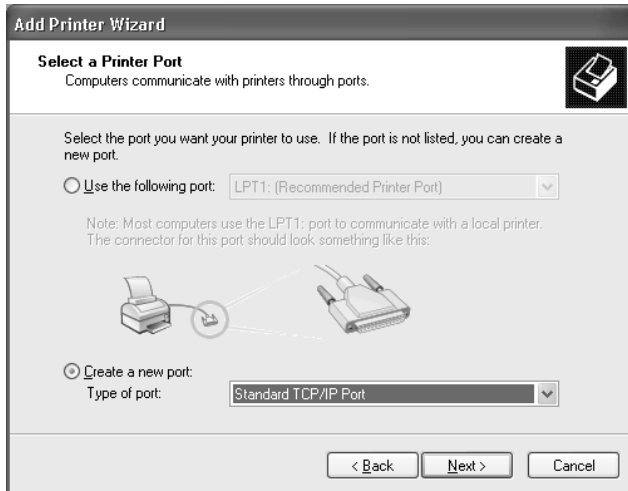 Add Printer Wizard
Select a Printer Port
Computers communicate with printers through ports.
Select the port you want your printer to use. If the port is not listed, you can create a
new port.
Use the following port: LPT1: (Recommended Printer Port)
Note: Most computers use the LPT1: port to communicate with a local printer.
The connector for this port should look something like this:
Create a new port:
Type of port: Standard TCP/IP Port
< Back Next > Cancel